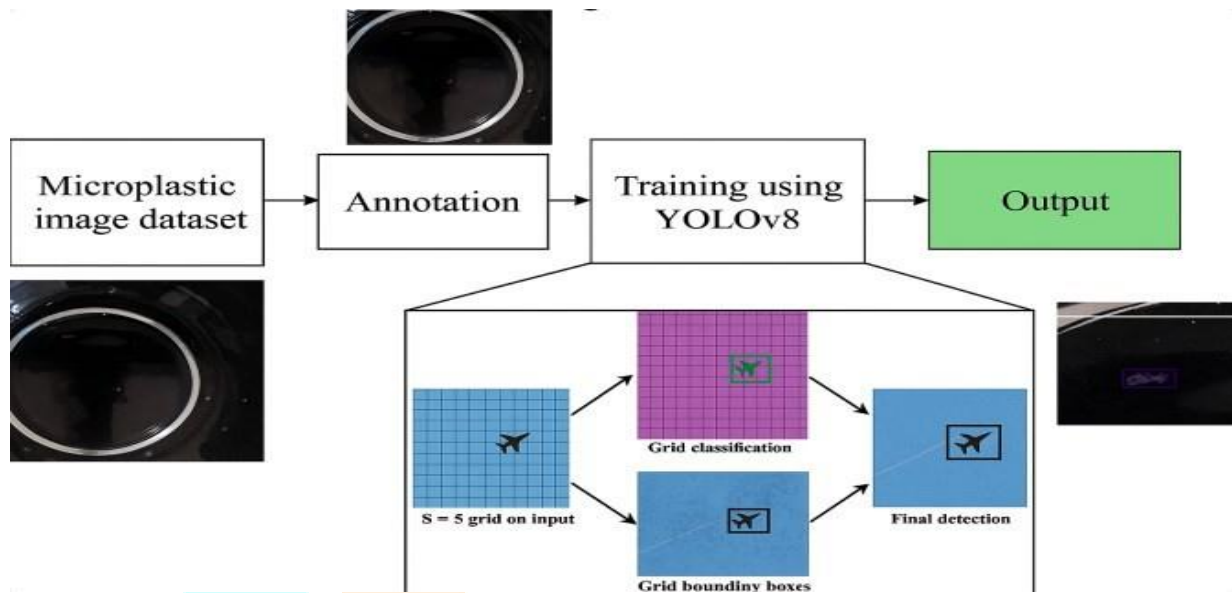 Microplastic
image dataset
Annotation
Training using
YOLOv8
Output
Grid classification
S = 5 grid on input
Final detection
Grid boundiny boxes